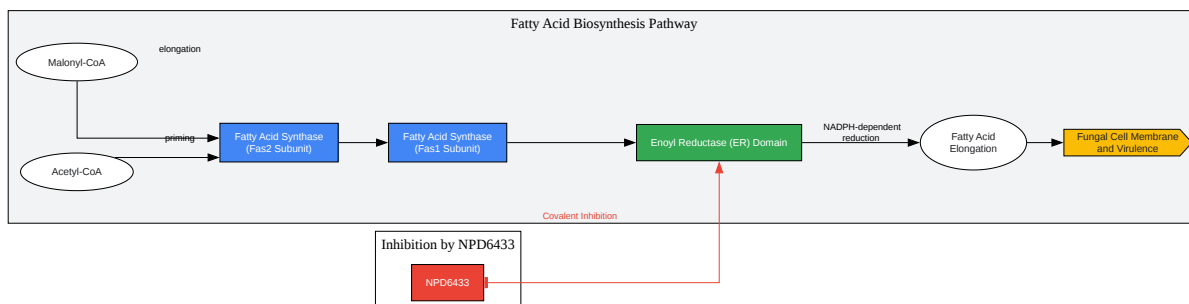 Fatty Acid Biosynthesis Pathway
elongation
Malonyl-CoA
priming
Acetyl-CoA
Fatty Acid Synthase
(Fas2 Subunit)
Fatty Acid Synthase
(Fas1 Subunit)
Enoyl Reductase (ER) Domain
NADPH-dependent
reduction
Fatty Acid
Elongation
Fungal Cell Membrane
and Virulence
Covalent Inhibition
Inhibition by NPD6433
NPD6433